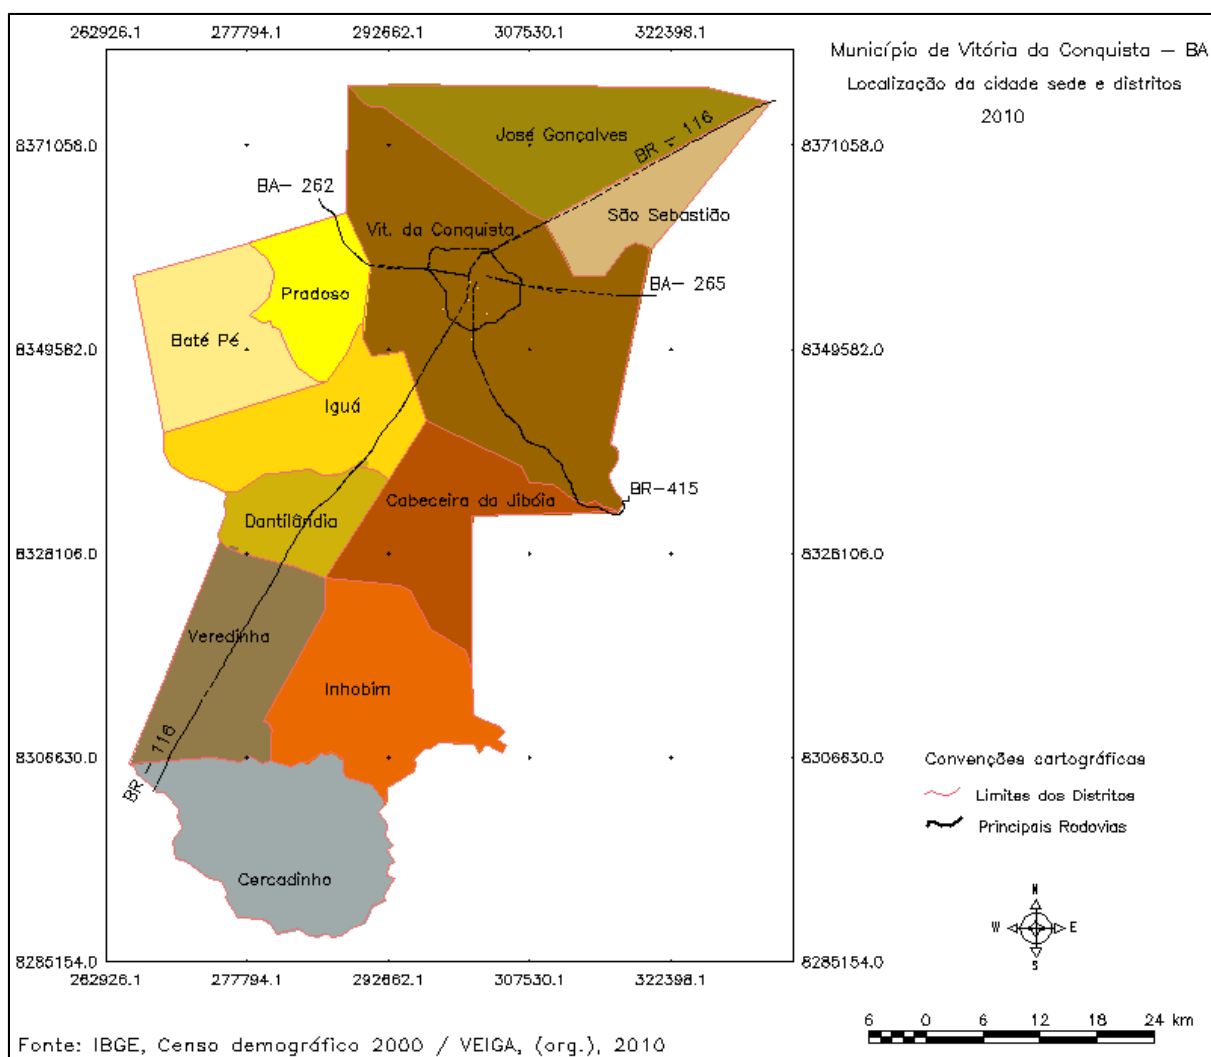 262926.1 277794.1 292662.1 307530.1 322398.1
Município de Vitória da Conquista – BA
Localização da cidade sede e distritos
2010
8371058.0
8371058.0
José Gonçalves
BR – 116
BA- 262
São Sebastião
Vit. da Conquista
BA- 265
Pradoso
Baté Pé
8349582.0
8349582.0
Iguá
BR-415
Cabeceira da Jibóia
Dantilândia
8328106.0
8328106.0
Veredinha
Inhobim
BR – 116
8306630.0
8306630.0
Convenções cartográficas
Limites dos Distritos
Principais Rodovias
Cercadinho
N
W E
S
8285154.0
8285154.0
262926.1 277794.1 292662.1 307530.1 322398.1
6 0 6 12 18 24 km
Fonte: IBGE, Censo demográfico 2000 / VEIGA, (org.), 2010